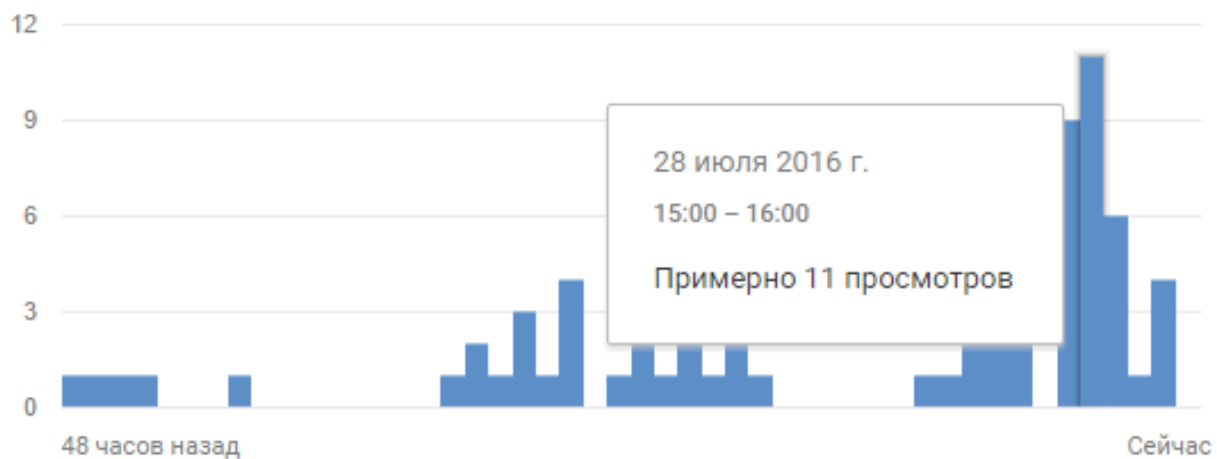 12
9
6
3
0
28 июля 2016 г.
15:00 – 16:00
Примерно 11 просмотров
48 часов назад
Сейчас